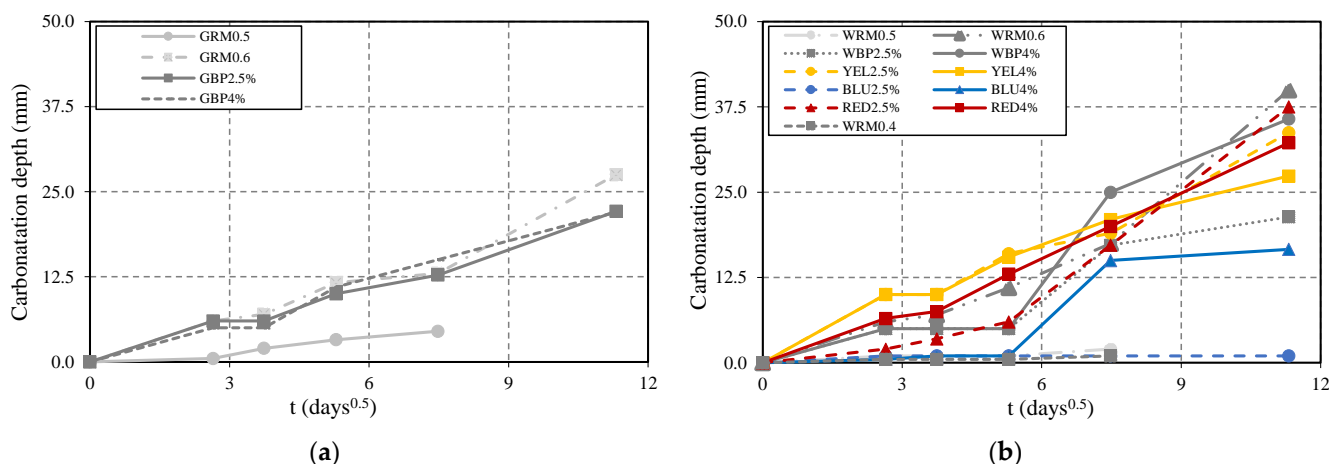 50.0
37.5
25.0
12.5
0.0
Carbonatation depth (mm)
GRM0.5
GRM0.6
GBP2.5%
GBP4%
0 3 6 9 12
t (days0.5)
(a)
50.0
37.5
25.0
12.5
0.0
Carbonatation depth (mm)
WRM0.5 WRM0.6
WBP2.5% WBP4%
YEL2.5% YEL4%
BLU2.5% BLU4%
RED2.5% RED4%
WRM0.4
0 3 6 9 12
t (days0.5)
(b)